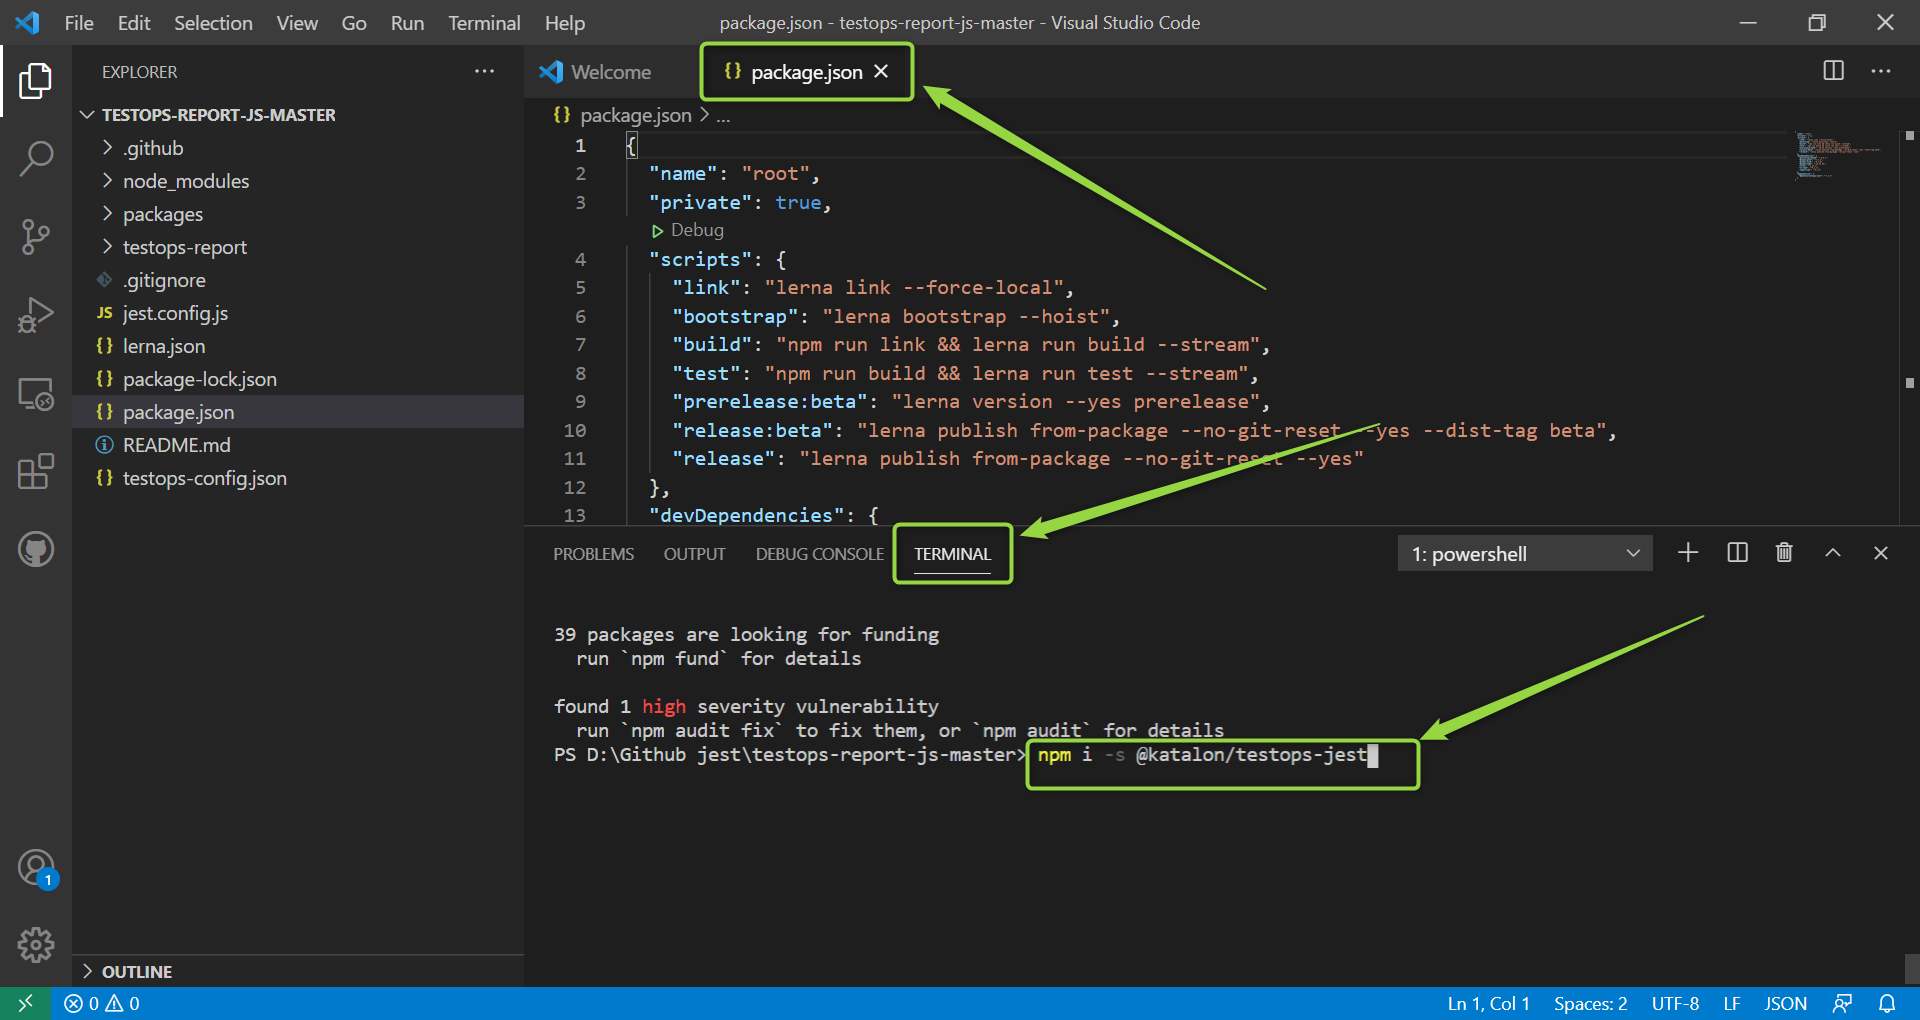 File Edit Selection View Go Run Terminal Help package.json - testops-report-js-master - Visual Studio Code
EXPLORER
TESTOPS-REPORT-JS-MASTER
.github
node_modules
packages
testops-report
.gitignore
JS jest.config.js
{} lerna.json
{} package-lock.json
{} package.json
README.md
{} testops-config.json
OUTLINE
1
Welcome {} package.json
{} package.json > ...
1 {
2 "name": "root",
3 "private": true,
Debug
4 "scripts": {
5 "link": "lerna link --force-local",
6 "bootstrap": "lerna bootstrap --hoist",
7 "build": "npm run link && lerna run build --stream",
8 "test": "npm run build && lerna run test --stream",
9 "prerelease:beta": "lerna version --yes prerelease",
10 "release:beta": "lerna publish from-package --no-git-reset --yes --dist-tag beta",
11 "release": "lerna publish from-package --no-git-reset --yes"
12 },
13 "devDependencies": {
PROBLEMS OUTPUT DEBUG CONSOLE TERMINAL 1: powershell
39 packages are looking for funding
run `npm fund` for details
found 1 high severity vulnerability
run `npm audit fix` to fix them, or `npm audit` for details
PS D:\Github jest\testops-report-js-master> npm i -s @katalon/testops-jest
0 0 Ln 1, Col 1 Spaces: 2 UTF-8 LF JSON